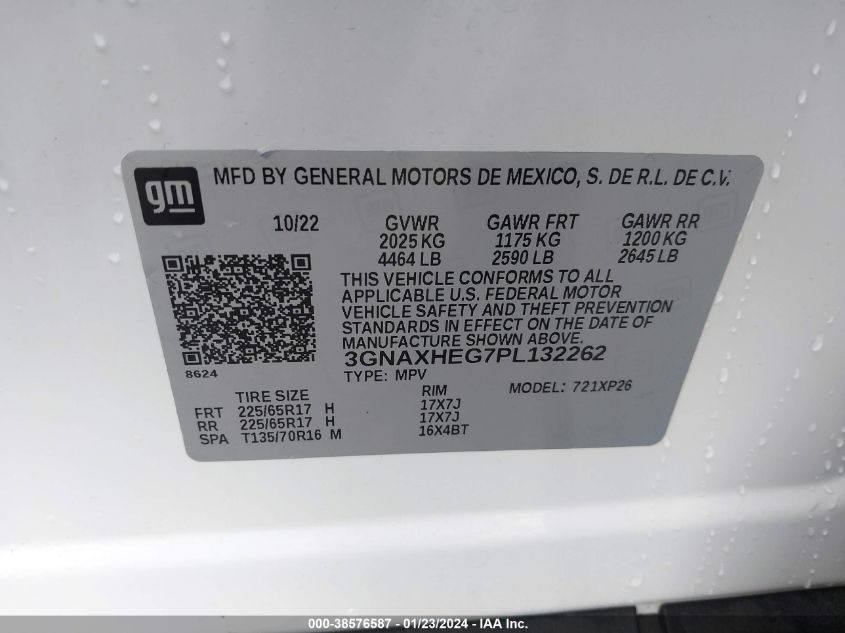 gm MFD BY GENERAL MOTORS DE MEXICO, S. DE R.L. DE C.V.
10/22 GVWR GAWR FRT GAWR RR
2025 KG 1175 KG 1200 KG
4464 LB 2590 LB 2645 LB
THIS VEHICLE CONFORMS TO ALL
APPLICABLE U.S. FEDERAL MOTOR
VEHICLE SAFETY AND THEFT PREVENTION
STANDARDS IN EFFECT ON THE DATE OF
MANUFACTURE SHOWN ABOVE.
3GNAXHEG7PL132262
8624 TYPE: MPV MODEL: 721XP26
TIRE SIZE RIM
FRT 225/65R17 H 17X7J
RR 225/65R17 H 17X7J
SPA T135/70R16 M 16X4BT
000-38576587 - 01/23/2024 - IAA Inc.